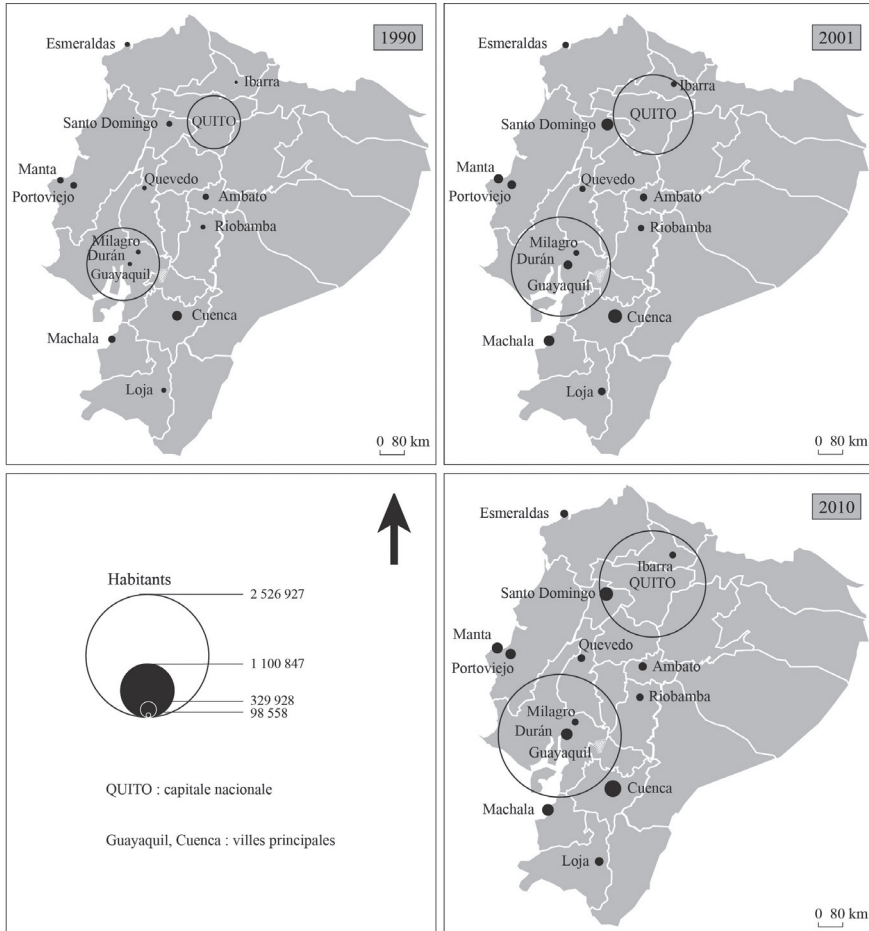 1990
Esmeraldas
Ibarra
QUITO
Santo Domingo
Manta
Quevedo
Portoviejo
Ambato
Riobamba
Milagro
Durán
Guayaquil
Cuenca
Machala
Loja
0 80 km
2001
Esmeraldas
Ibarra
QUITO
Santo Domingo
Manta
Quevedo
Portoviejo
Ambato
Riobamba
Milagro
Durán
Guayaquil
Cuenca
Machala
Loja
0 80 km
Habitants
2 526 927
1 100 847
329 928
98 558
QUITO : capitale nacionale
Guayaquil, Cuenca : villes principales
2010
Esmeraldas
Ibarra
QUITO
Santo Domingo
Manta
Quevedo
Portoviejo
Ambato
Riobamba
Milagro
Durán
Guayaquil
Cuenca
Machala
Loja
0 80 km